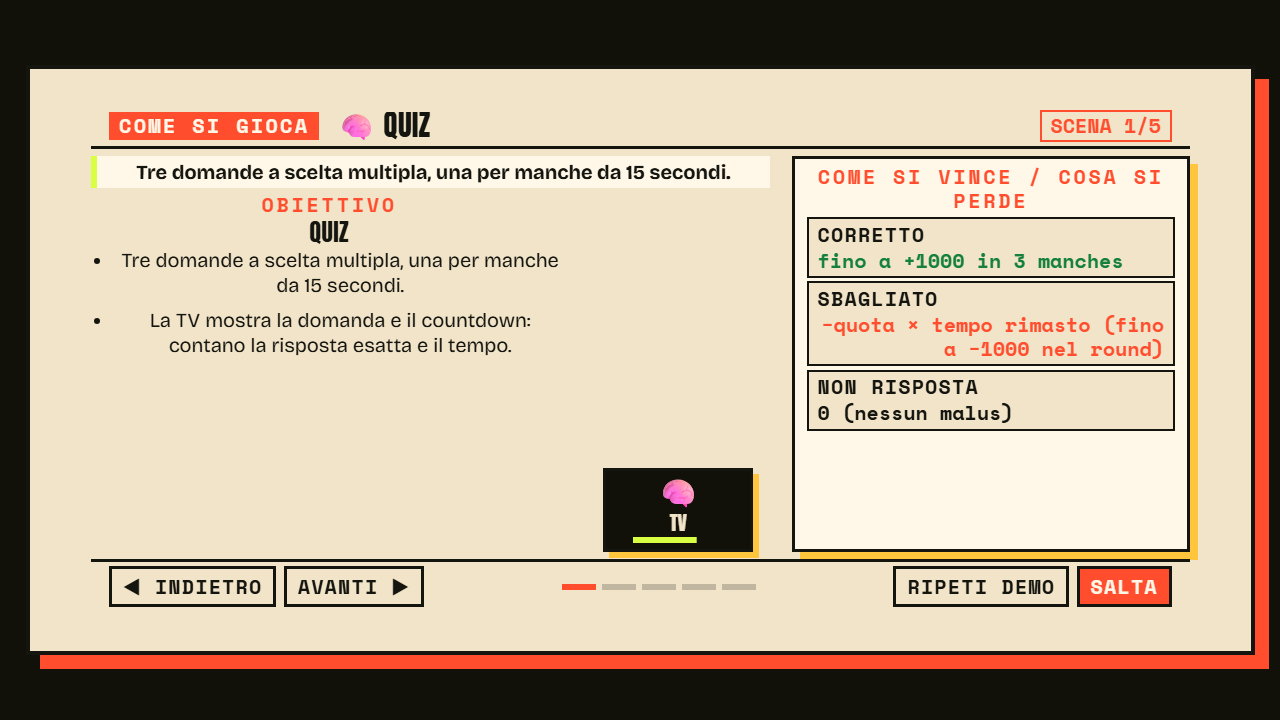 COME SI GIOCA
QUIZ
SCENA 1/5
Tre domande a scelta multipla, una per manche da 15 secondi.
OBIETTIVO
QUIZ
• Tre domande a scelta multipla, una per manche
da 15 secondi.
• La TV mostra la domanda e il countdown:
contano la risposta esatta e il tempo.
TV
COME SI VINCE / COSA SI
PERDE
CORRETTO
fino a +1000 in 3 manches
SBAGLIATO
−quota × tempo rimasto (fino
a −1000 nel round)
NON RISPOSTA
0 (nessun malus)
◀ INDIETRO
AVANTI ▶
RIPETI DEMO
SALTA